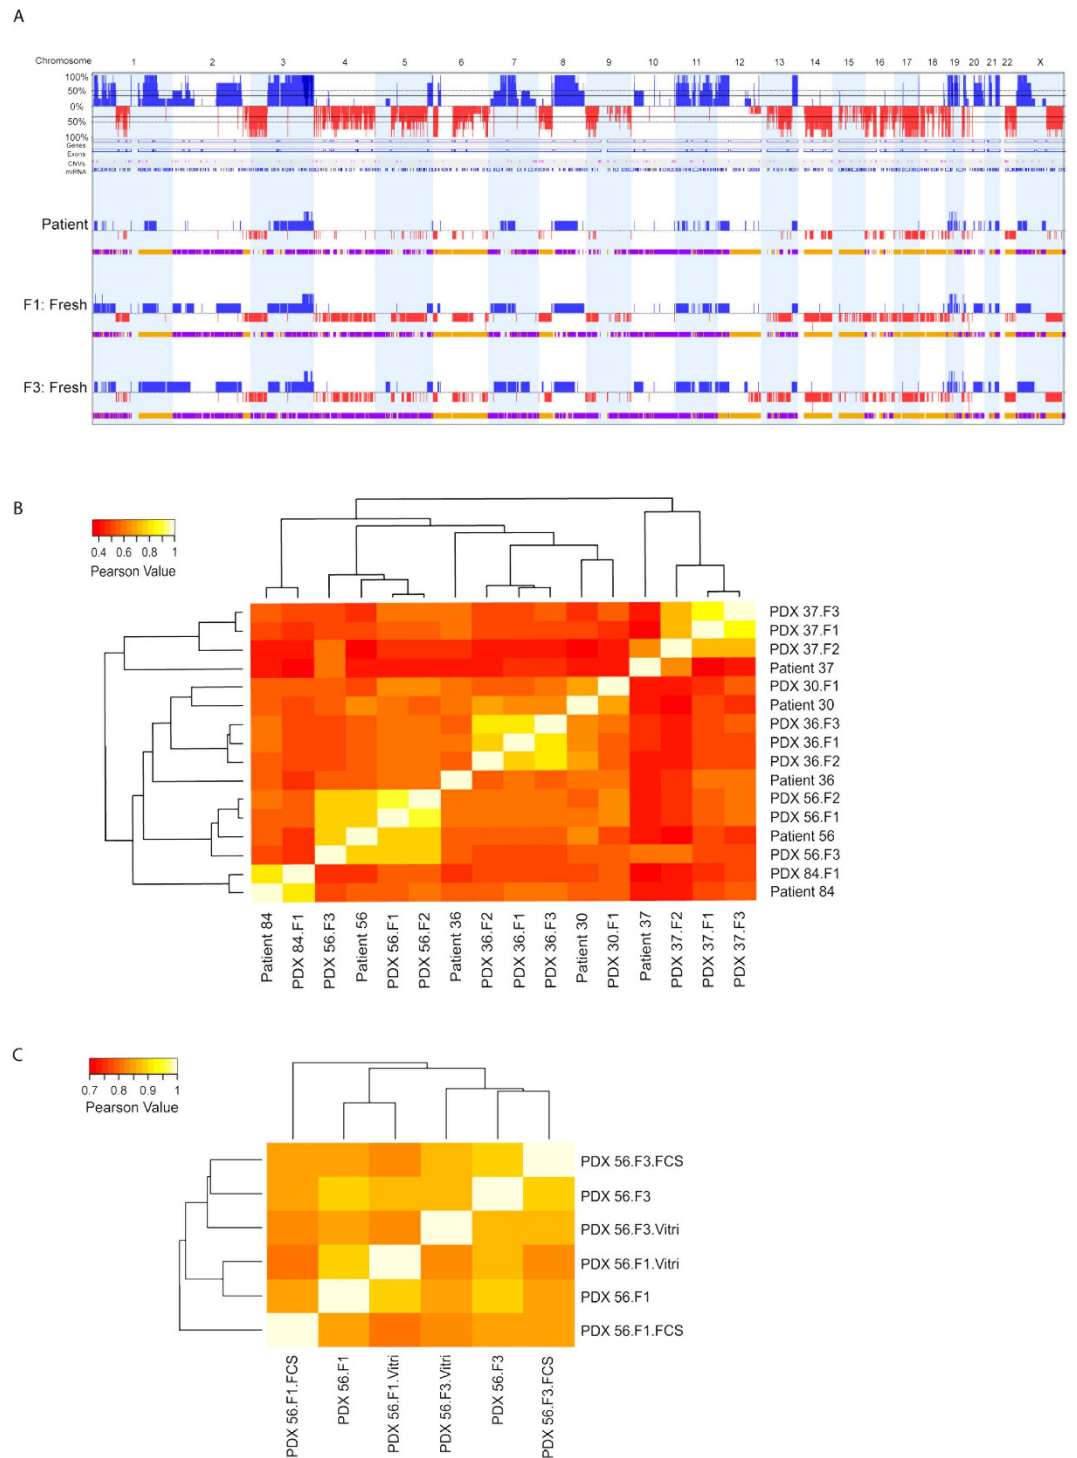 A
Chromosome 1 2 3 4 5 6 7 8 9 10 11 12 13 14 15 16 17 18 19 20 21 22 X
100%
50%
0%
50%
100%
Genes
Exons
CNVs
miRNA
Patient
F1: Fresh
F3: Fresh
B
0.4 0.6 0.8 1
Pearson Value
PDX 37.F3
PDX 37.F1
PDX 37.F2
Patient 37
PDX 30.F1
Patient 30
PDX 36.F3
PDX 36.F1
PDX 36.F2
Patient 36
PDX 56.F2
PDX 56.F1
Patient 56
PDX 56.F3
PDX 84.F1
Patient 84
Patient 84
PDX 84.F1
PDX 56.F3
Patient 56
PDX 56.F1
PDX 56.F2
Patient 36
PDX 36.F2
PDX 36.F1
PDX 36.F3
Patient 30
PDX 30.F1
Patient 37
PDX 37.F2
PDX 37.F1
PDX 37.F3
C
0.7 0.8 0.9 1
Pearson Value
PDX 56.F3.FCS
PDX 56.F3
PDX 56.F3.Vitri
PDX 56.F1.Vitri
PDX 56.F1
PDX 56.F1.FCS
PDX 56.F1.FCS
PDX 56.F1
PDX 56.F1.Vitri
PDX 56.F3.Vitri
PDX 56.F3
PDX 56.F3.FCS